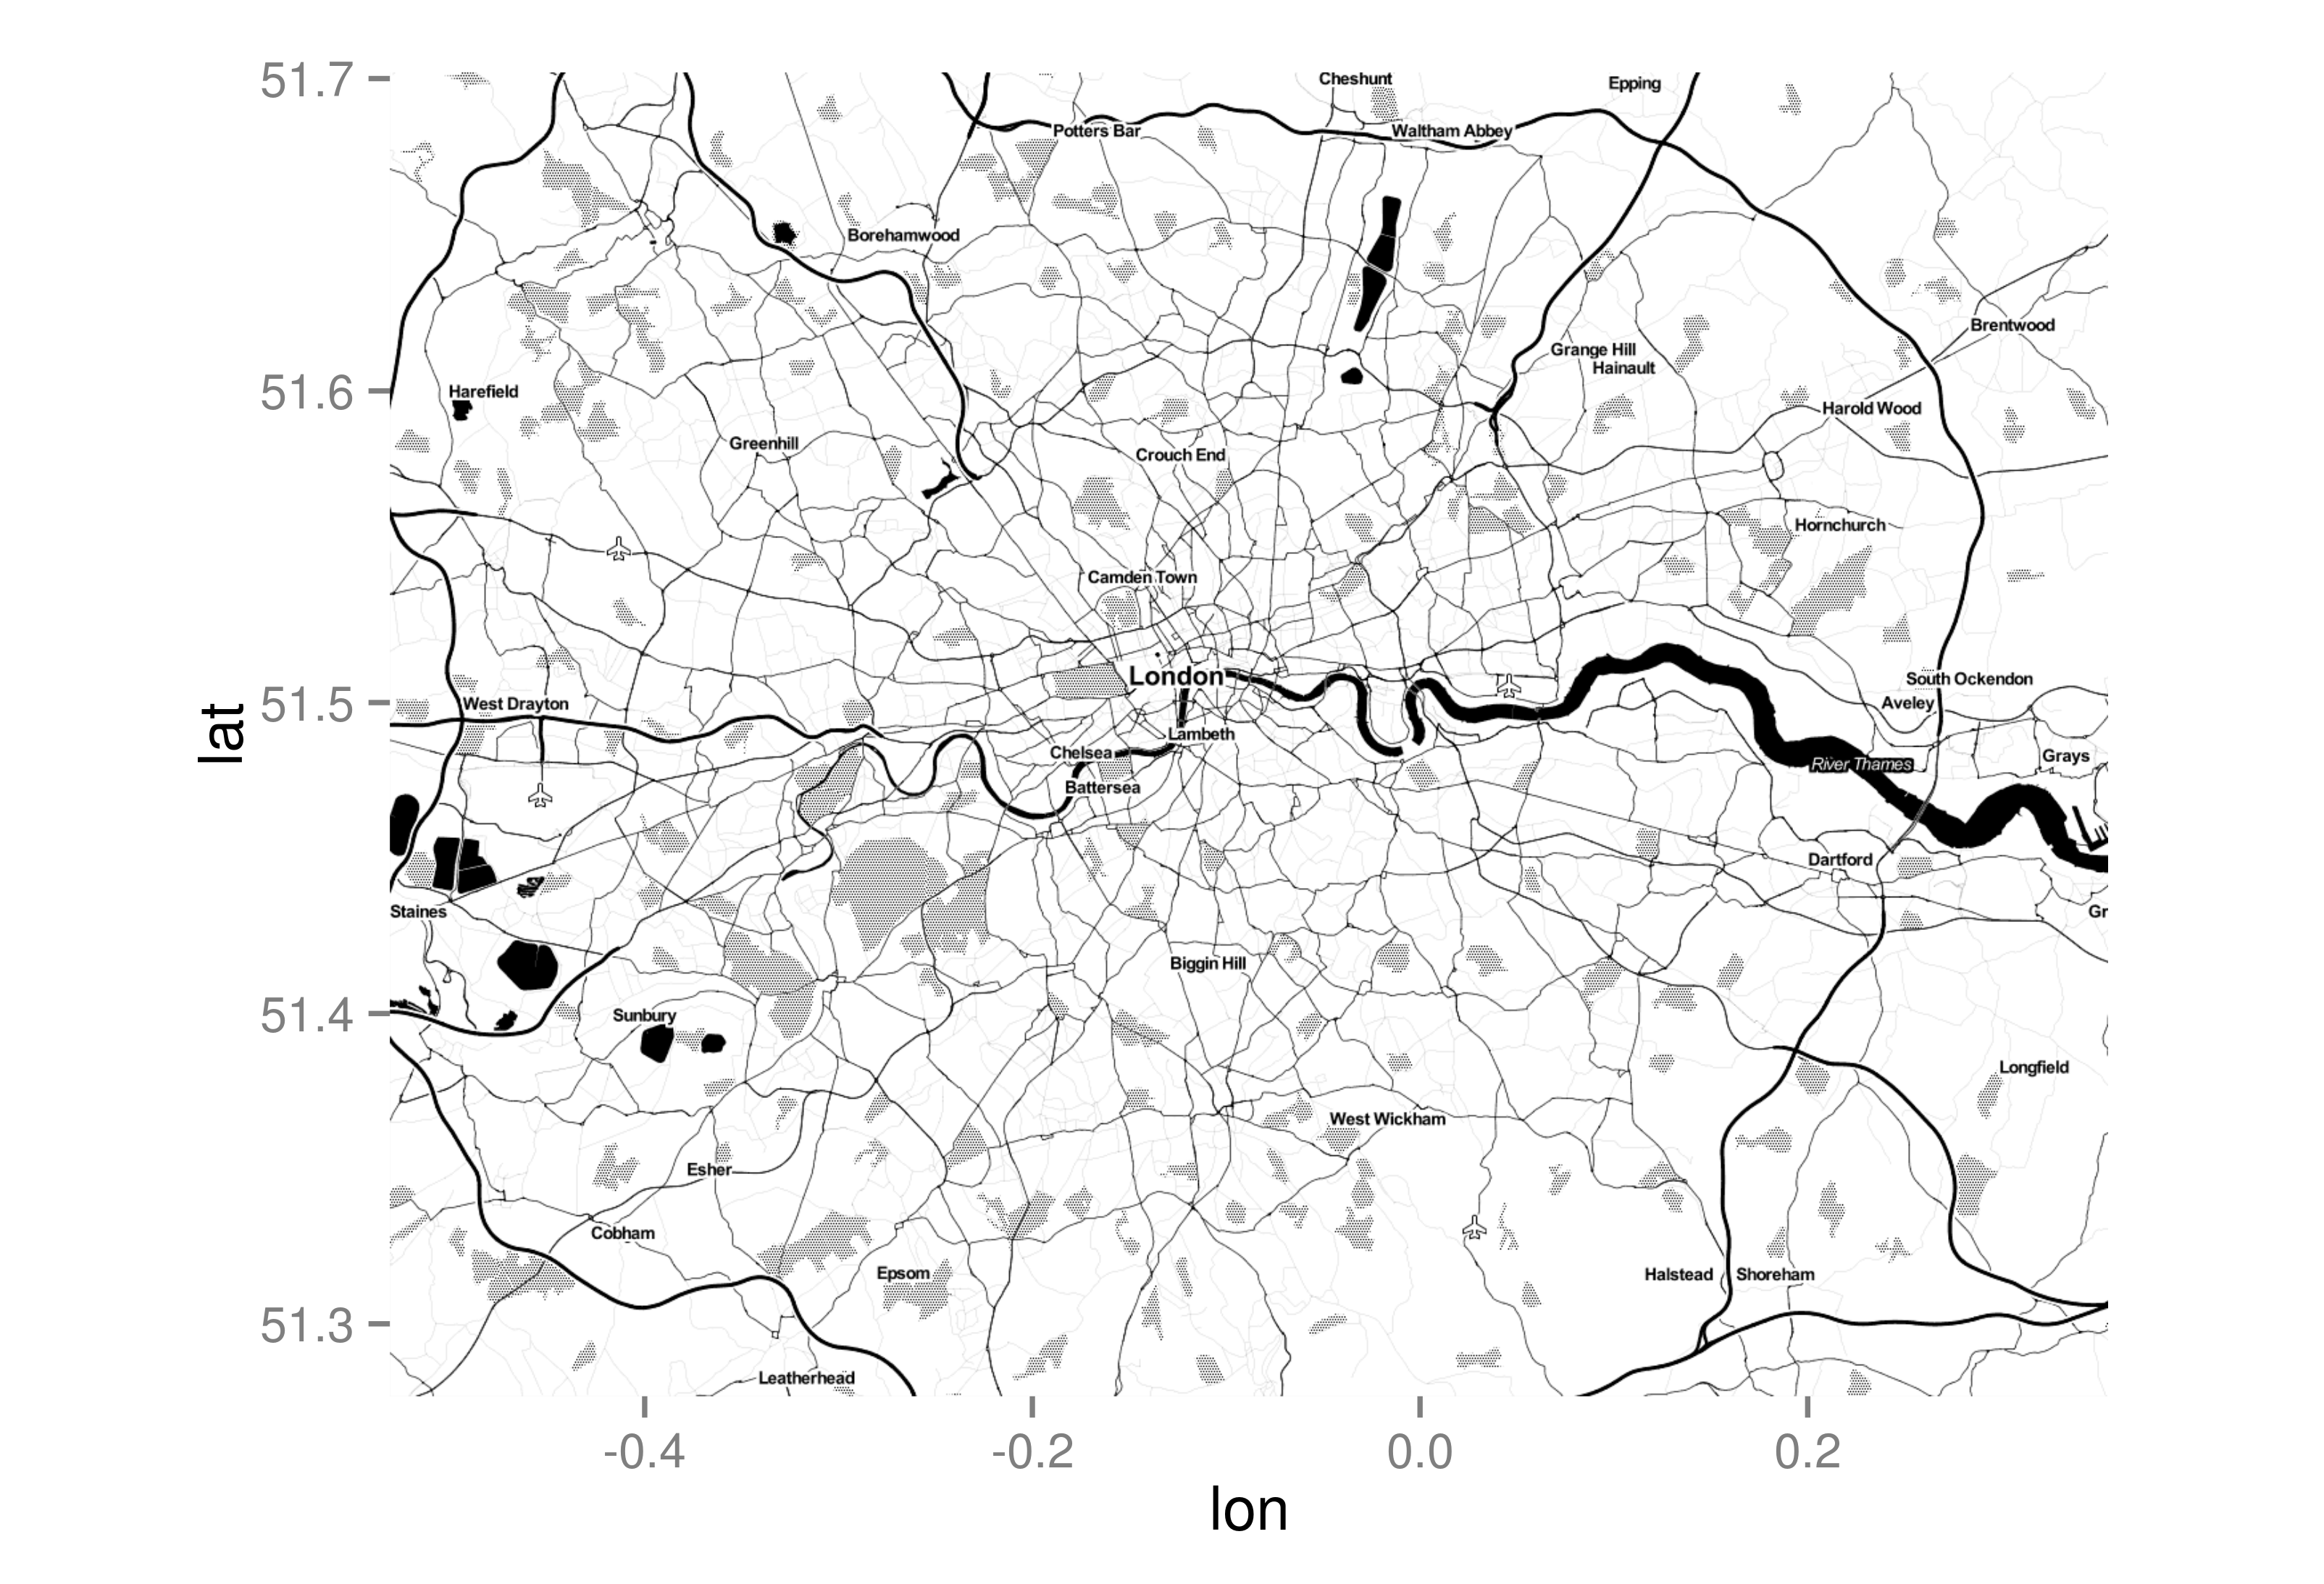 51.7
Cheshunt
Epping
Potters Bar
Waltham Abbey
Borehamwood
Brentwood
Grange Hill
Hainault
51.6
Harefield
Harold Wood
Greenhill
Crouch End
Hornchurch
Camden Town
London
South Ockendon
51.5
West Drayton
Aveley
lat
Lambeth
Chelsea
Grays
River Thames
Battersea
Dartford
Staines
Gr
Biggin Hill
51.4
Sunbury
Longfield
West Wickham
Esher
Cobham
Epsom
Halstead
Shoreham
51.3
Leatherhead
-0.4
-0.2
0.0
0.2
lon